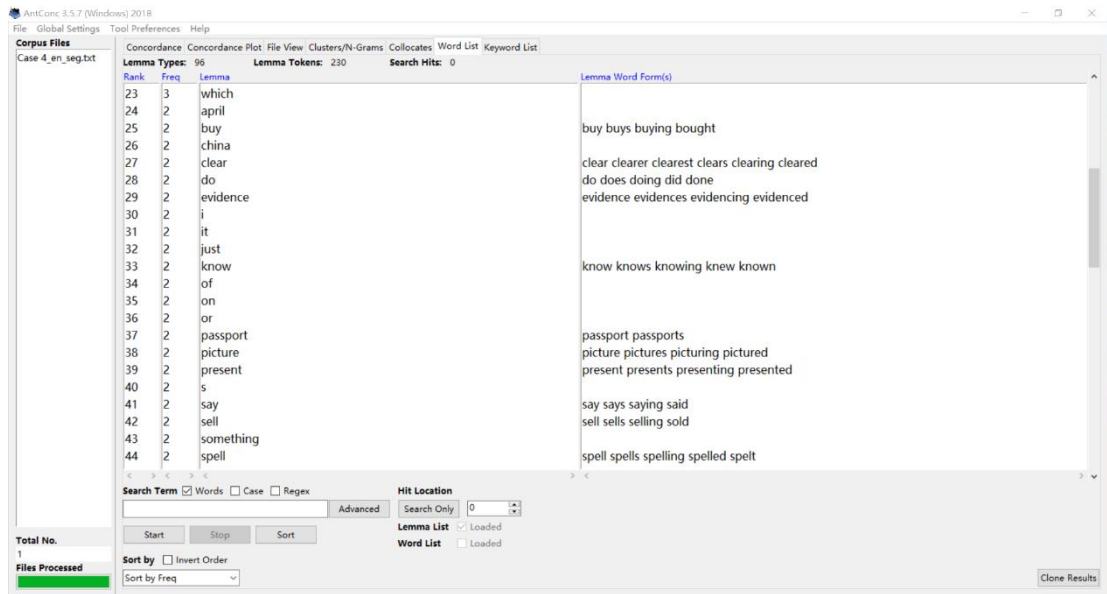 AntConc 3.5.7 (Windows) 2018
File Global Settings Tool Preferences Help
Corpus Files
Case 4_en_seg.txt
Concordance Concordance Plot File View Clusters/N-Grams Collocates Word List Keyword List
Lemma Types: 96 Lemma Tokens: 230 Search Hits: 0
Rank Freq Lemma Lemma Word Form(s)
23 3 which
24 2 april
25 2 buy buy buys buying bought
26 2 china
27 2 clear clear clearer clearest clears clearing cleared
28 2 do do does doing did done
29 2 evidence evidence evidences evidencing evidenced
30 2 i
31 2 it
32 2 just
33 2 know know knows knowing knew known
34 2 of
35 2 on
36 2 or
37 2 passport passport passports
38 2 picture picture pictures picturing pictured
39 2 present present presents presenting presented
40 2 s
41 2 say say says saying said
42 2 sell sell sells selling sold
43 2 something
44 2 spell spell spells spelling spelled spelt
Search Term Words Case Regex Hit Location
Advanced Search Only 0
Start Stop Sort Lemma List Loaded
Word List Loaded
Total No.
1
Files Processed
Sort by Invert Order
Sort by Freq
Clone Results